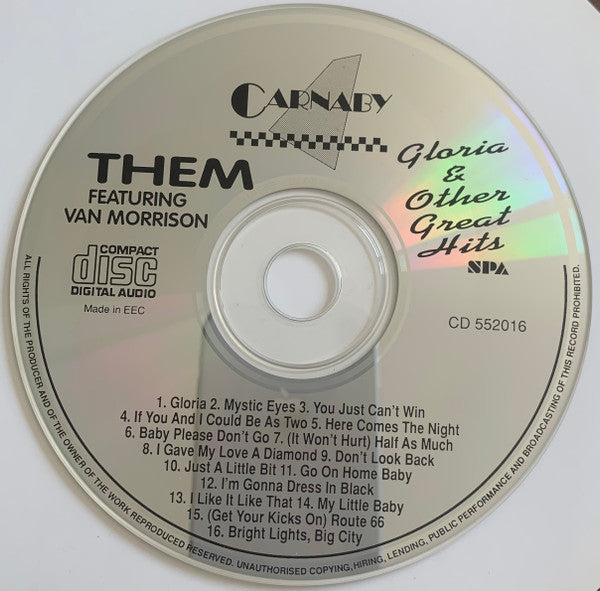 CARNABY
THEM
FEATURING
VAN MORRISON
Gloria
&
Other
Great
Hits
SPA
COMPACT
disc
DIGITAL AUDIO
Made in EEC
CD 552016
1. Gloria 2. Mystic Eyes 3. You Just Can't Win
4. If You And I Could Be As Two 5. Here Comes The Night
6. Baby Please Don't Go 7. (It Won't Hurt) Half As Much
8. I Gave My Love A Diamond 9. Don't Look Back
10. Just A Little Bit 11. Go On Home Baby
12. I'm Gonna Dress In Black
13. I Like It Like That 14. My Little Baby
15. (Get Your Kicks On) Route 66
16. Bright Lights, Big City
ALL RIGHTS OF THE PRODUCER AND OF THE OWNER OF THE WORK REPRODUCED RESERVED. UNAUTHORISED COPYING, HIRING, LENDING, PUBLIC PERFORMANCE AND BROADCASTING OF THIS RECORD PROHIBITED.